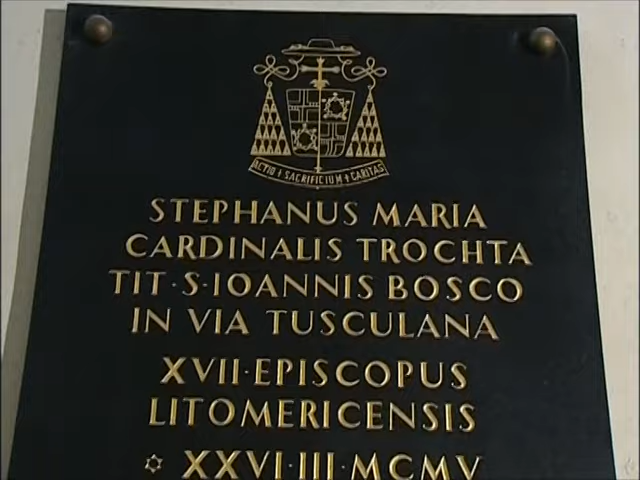 ACTIO + SACRIFICIUM + CARITAS
STEPHANUS MARIA
CARDINALIS TROCHTA
TIT·S·IOANNIS BOSCO
IN VIA TUSCULANA
XVII·EPISCOPUS
LITOMERICENSIS
✡ XXVI·III·MCMV